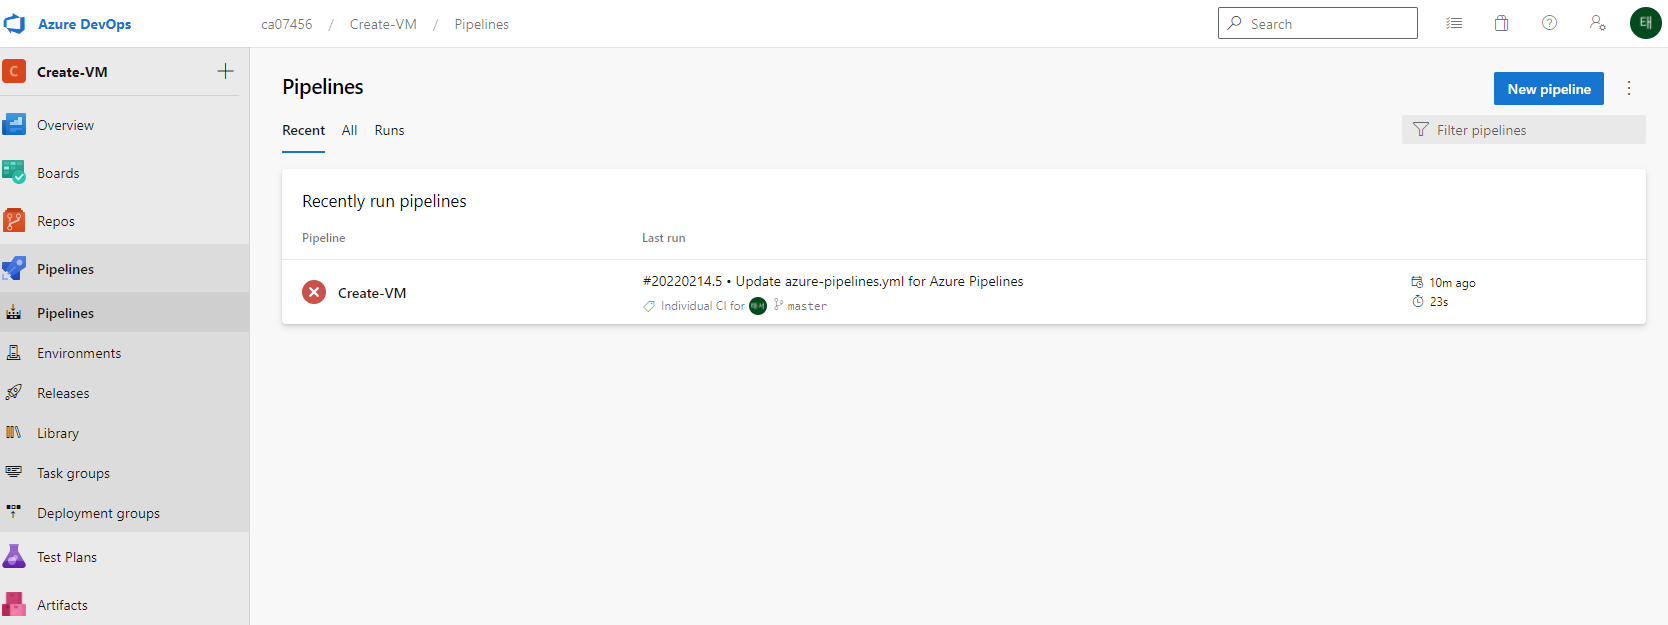 Azure DevOps
ca07456 / Create-VM / Pipelines
Search
태
C Create-VM
Overview
Boards
Repos
Pipelines
Pipelines
Environments
Releases
Library
Task groups
Deployment groups
Test Plans
Artifacts
Pipelines
New pipeline
Recent All Runs
Filter pipelines
Recently run pipelines
Pipeline Last run
Create-VM
#20220214.5 • Update azure-pipelines.yml for Azure Pipelines
Individual CI for master
10m ago
23s